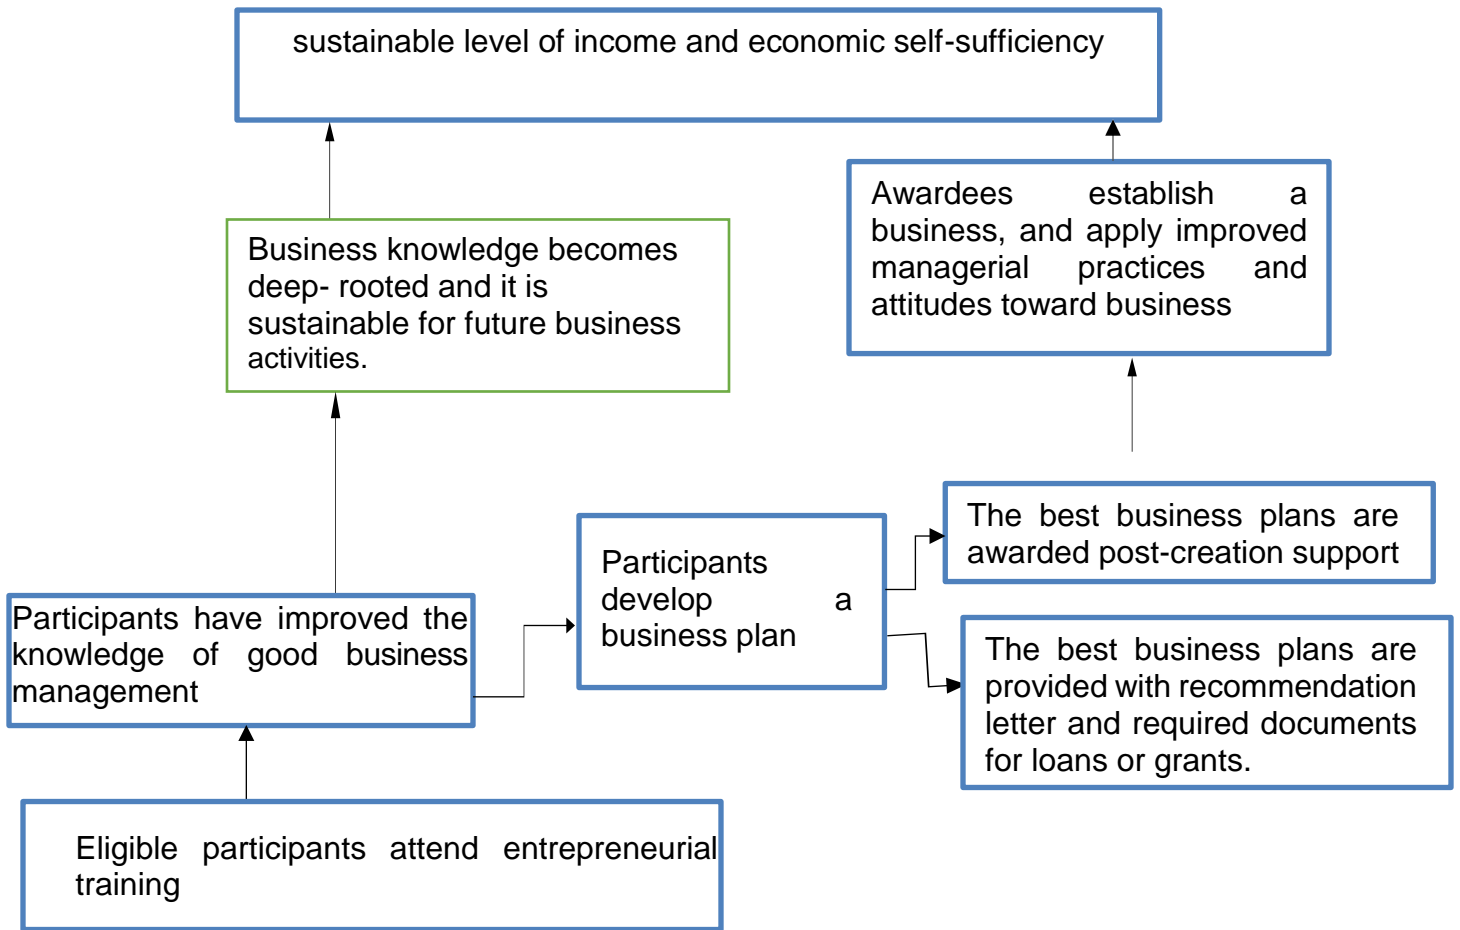 sustainable level of income and economic self-sufficiency
Awardees establish a
business, and apply improved
managerial practices and
attitudes toward business
Business knowledge becomes
deep- rooted and it is
sustainable for future business
activities.
The best business plans are
awarded post-creation support
Participants
develop a
business plan
Participants have improved the
knowledge of good business
management
The best business plans are
provided with recommendation
letter and required documents
for loans or grants.
Eligible participants attend entrepreneurial
training